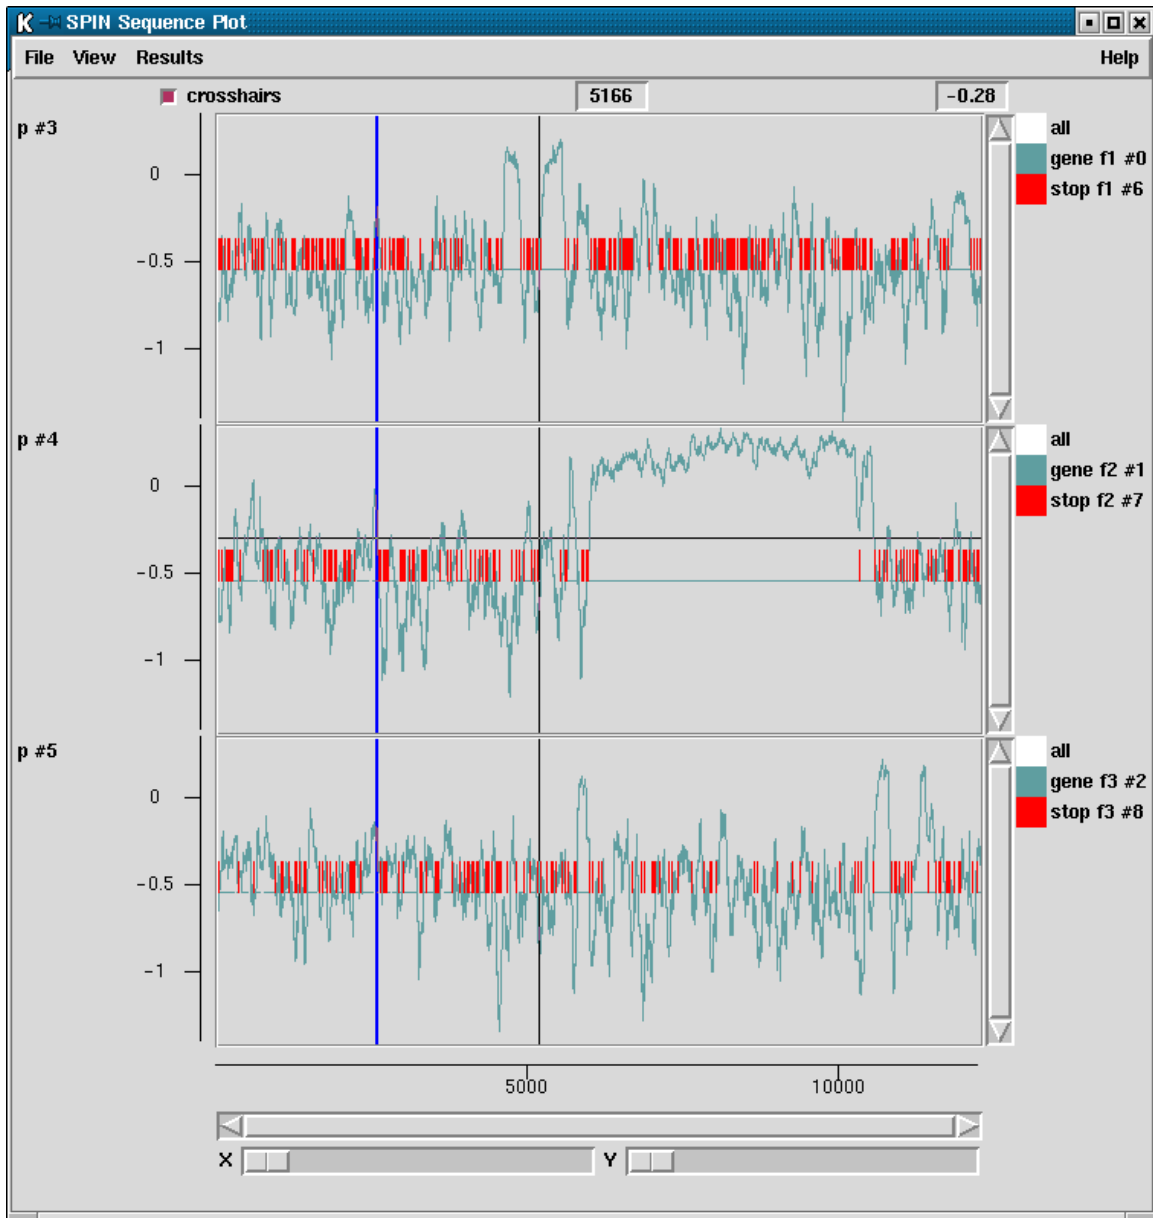 SPIN Sequence Plot
File View Results Help
crosshairs 5166 -0.28
p #3
all
gene f1 #0
stop f1 #6
0
-0.5
-1
p #4
all
gene f2 #1
stop f2 #7
0
-0.5
-1
p #5
all
gene f3 #2
stop f3 #8
0
-0.5
-1
5000 10000
X Y